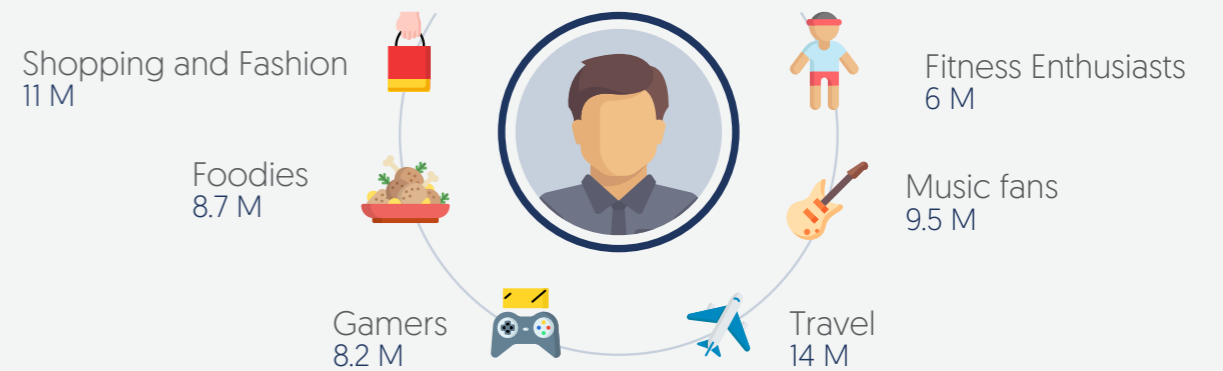 Shopping and Fashion
11 M
Foodies
8.7 M
Gamers
8.2 M
Fitness Enthusiasts
6 M
Music fans
9.5 M
Travel
14 M